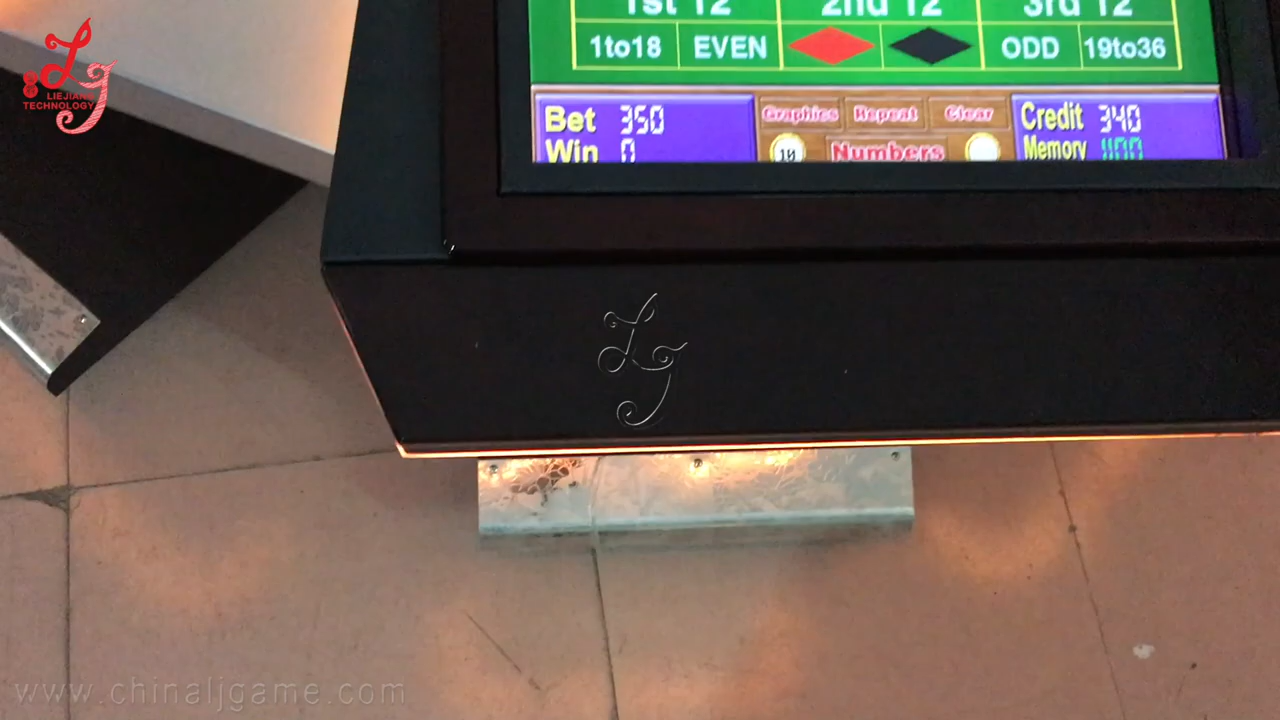 LIEJIANG
TECHNOLOGY
1st 12 2nd 12 3rd 12
1to18 EVEN ODD 19to36
Bet 350 Graphics Repeat Clear Credit 340
Win 0 10 Numbers Memory 1100
www.chinaljgame.com